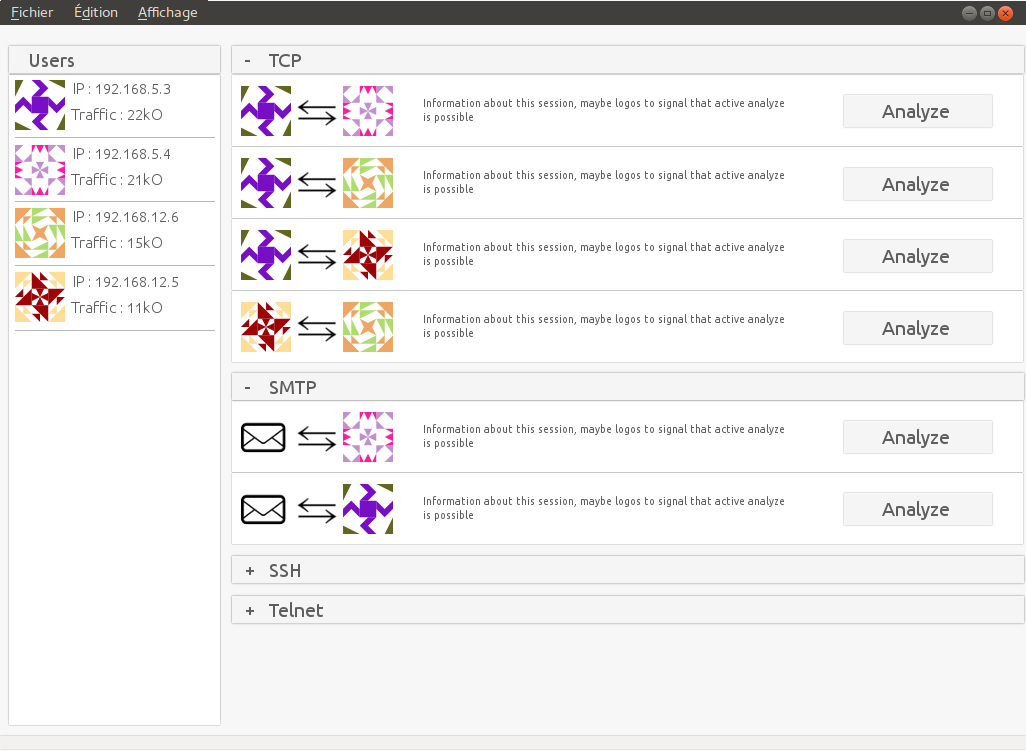 Fichier Édition Affichage
Users
IP : 192.168.5.3
Traffic : 22kO
IP : 192.168.5.4
Traffic : 21kO
IP : 192.168.12.6
Traffic : 15kO
IP : 192.168.12.5
Traffic : 11kO
- TCP
Information about this session, maybe logos to signal that active analyze
is possible
Analyze
Information about this session, maybe logos to signal that active analyze
is possible
Analyze
Information about this session, maybe logos to signal that active analyze
is possible
Analyze
Information about this session, maybe logos to signal that active analyze
is possible
Analyze
- SMTP
Information about this session, maybe logos to signal that active analyze
is possible
Analyze
Information about this session, maybe logos to signal that active analyze
is possible
Analyze
+ SSH
+ Telnet